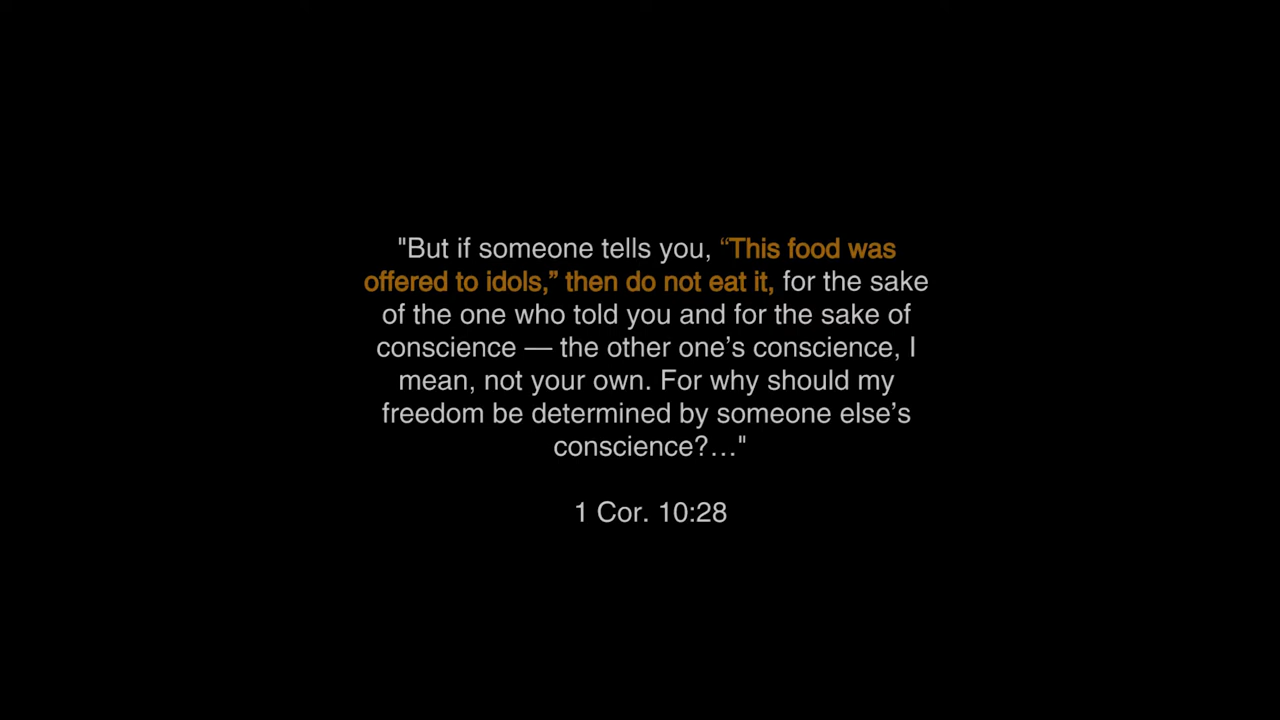 "But if someone tells you, “This food was
offered to idols,” then do not eat it, for the sake
of the one who told you and for the sake of
conscience — the other one’s conscience, I
mean, not your own. For why should my
freedom be determined by someone else’s
conscience?…"
1 Cor. 10:28